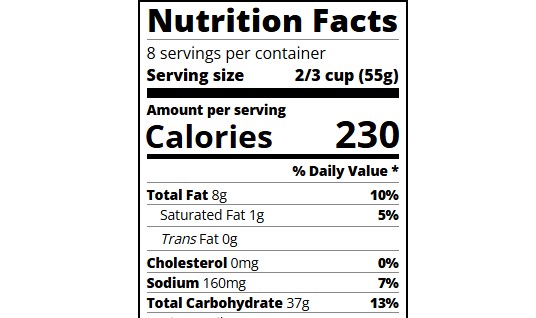 Nutrition Facts
8 servings per container
Serving size 2/3 cup (55g)
Amount per serving
Calories 230
% Daily Value *
Total Fat 8g 10%
Saturated Fat 1g 5%
Trans Fat 0g
Cholesterol 0mg 0%
Sodium 160mg 7%
Total Carbohydrate 37g 13%